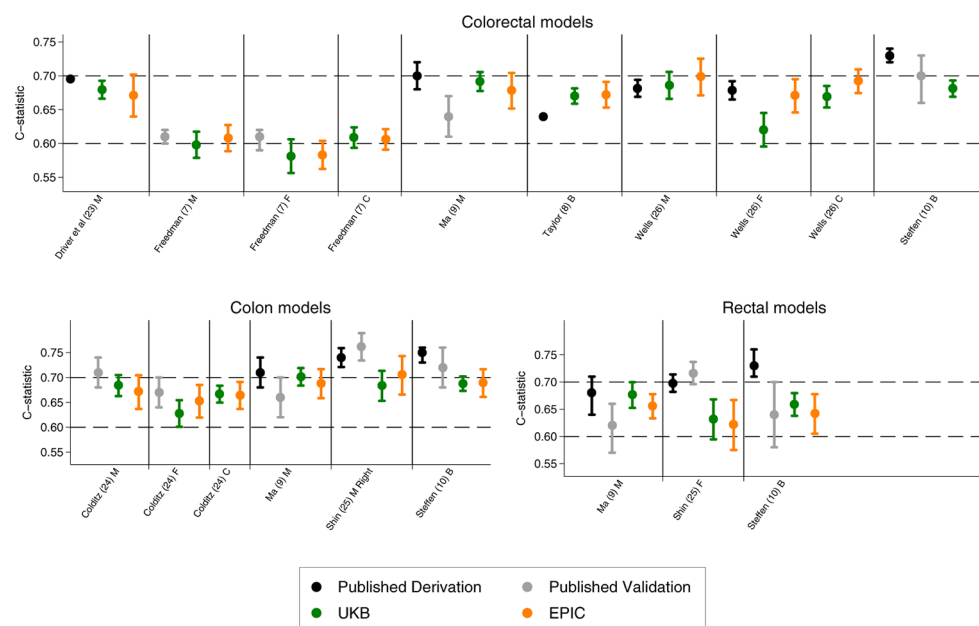 Colorectal models
C−statistic
0.75
0.70
0.65
0.60
0.55
Driver et al (23) M
Freedman (7) M
Freedman (7) F
Freedman (7) C
Ma (9) M
Taylor (8) B
Wells (26) M
Wells (26) F
Wells (26) C
Steffen (10) B
Colon models
C−statistic
0.75
0.70
0.65
0.60
0.55
Colditz (24) M
Colditz (24) F
Colditz (24) C
Ma (9) M
Shin (25) M Right
Steffen (10) B
Rectal models
C−statistic
0.75
0.70
0.65
0.60
0.55
Ma (9) M
Shin (25) F
Steffen (10) B
Published Derivation
Published Validation
UKB
EPIC